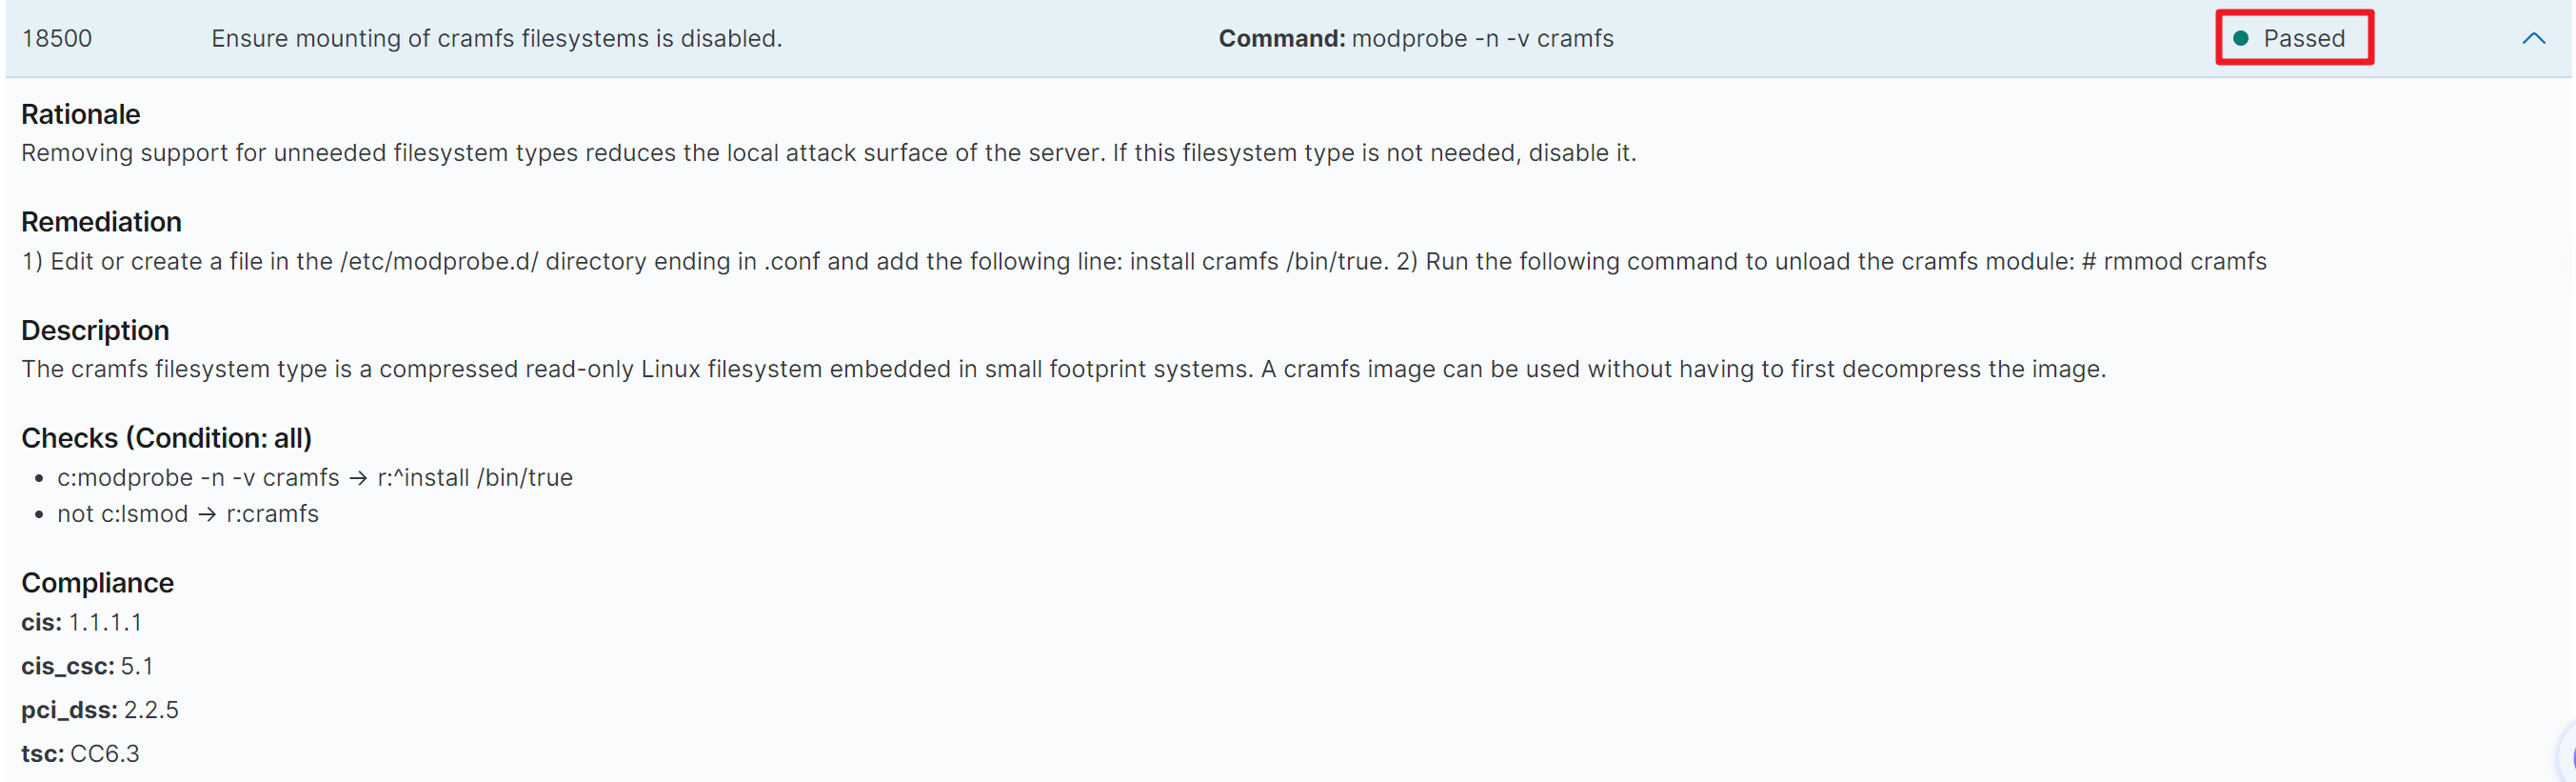 18500 Ensure mounting of cramfs filesystems is disabled. Command: modprobe -n -v cramfs Passed
Rationale
Removing support for unneeded filesystem types reduces the local attack surface of the server. If this filesystem type is not needed, disable it.
Remediation
1) Edit or create a file in the /etc/modprobe.d/ directory ending in .conf and add the following line: install cramfs /bin/true. 2) Run the following command to unload the cramfs module: # rmmod cramfs
Description
The cramfs filesystem type is a compressed read-only Linux filesystem embedded in small footprint systems. A cramfs image can be used without having to first decompress the image.
Checks (Condition: all)
• c:modprobe -n -v cramfs → r:^install /bin/true
• not c:lsmod → r:cramfs
Compliance
cis: 1.1.1.1
cis_csc: 5.1
pci_dss: 2.2.5
tsc: CC6.3